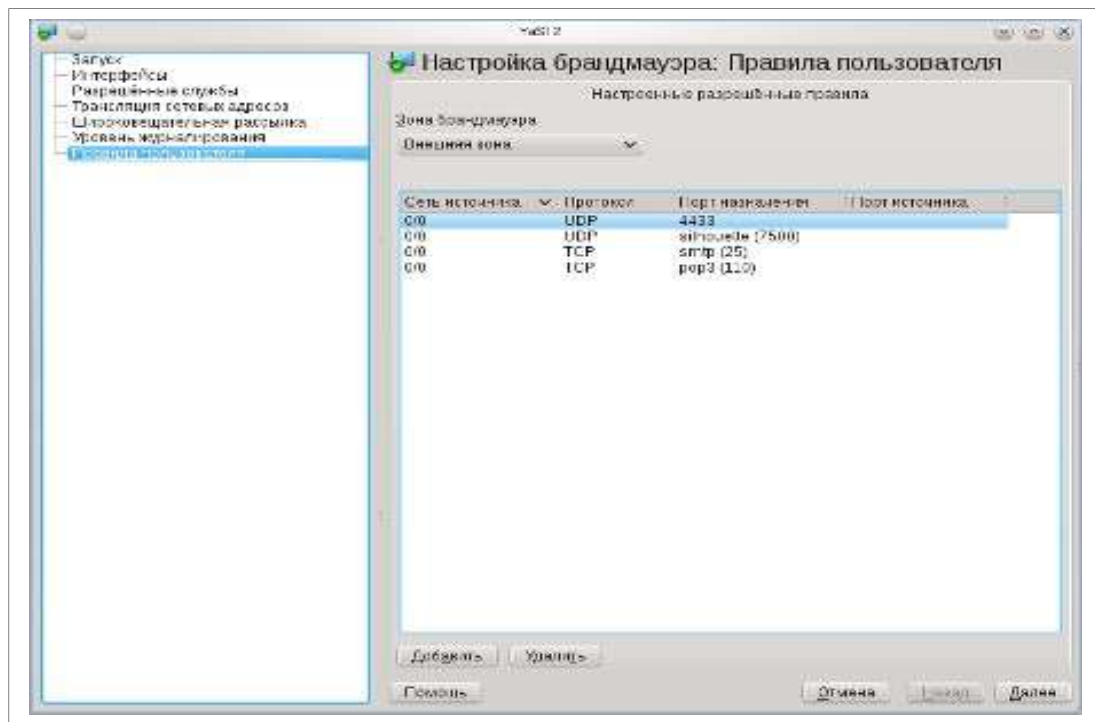 YaST2
Запуск
Интерфейсы
Разрешённые службы
Трансляция сетевых адресов
Широковещательная рассылка
Уровень журналирования
Правила пользователя
Настройка брандмауэра: Правила пользователя
Настроенные разрешённые правила
Зона брандмауэра
Внешняя зона
Сеть источника Протокол Порт назначения Порт источника
0/0 UDP 4433
0/0 UDP silhouette (7500)
0/0 TCP smtp (25)
0/0 TCP pop3 (110)
Добавить Удалить
Помощь Отмена Назад Далее